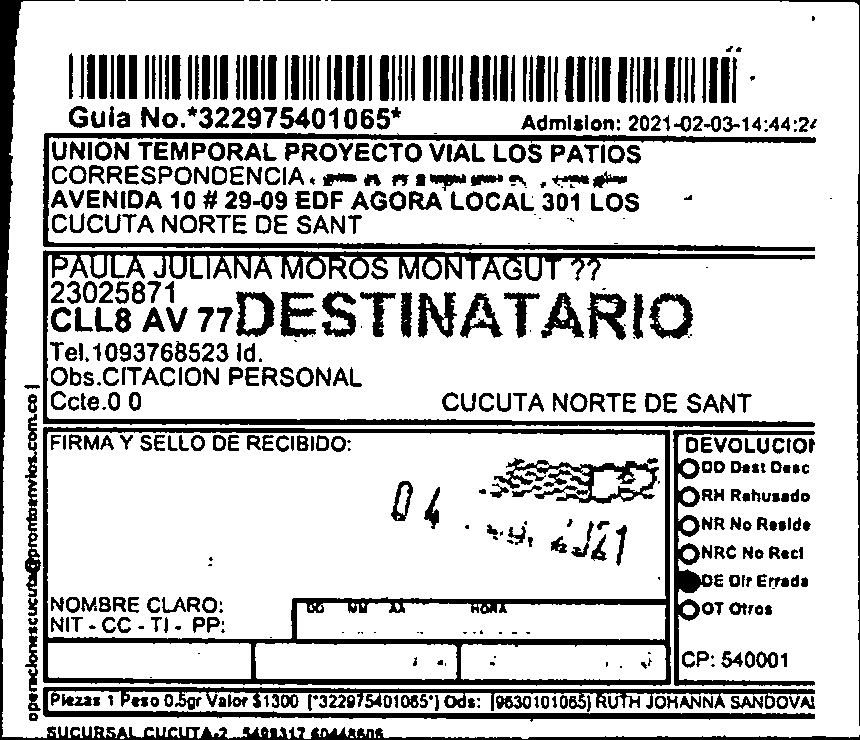 Guia No.*322975401065*
Admision: 2021-02-03-14:44:24
UNION TEMPORAL PROYECTO VIAL LOS PATIOS
CORRESPONDENCIA
AVENIDA 10 # 29-09 EDF AGORA LOCAL 301 LOS
CUCUTA NORTE DE SANT
PAULA JULIANA MOROS MONTAGUT ??
23025871
CLL8 AV 77
DESTINATARIO
Tel.1093768523 Id.
Obs.CITACION PERSONAL
Ccte.0 0
CUCUTA NORTE DE SANT
operacionescucuta@prontoenvios.com.co |
FIRMA Y SELLO DE RECIBIDO:
04 2021
NOMBRE CLARO:
NIT - CC - TI - PP:
DD MM AA HORA
DEVOLUCION
DD Dest Desc
RH Rehusado
NR No Reside
NRC No Recl
DE Dir Errada
OT Otros
CP: 540001
Piezas 1 Peso 0.5gr Valor $1300 [*322975401065*] Ods: [9630101065] RUTH JOHANNA SANDOVAL
SUCURSAL CUCUTA-2